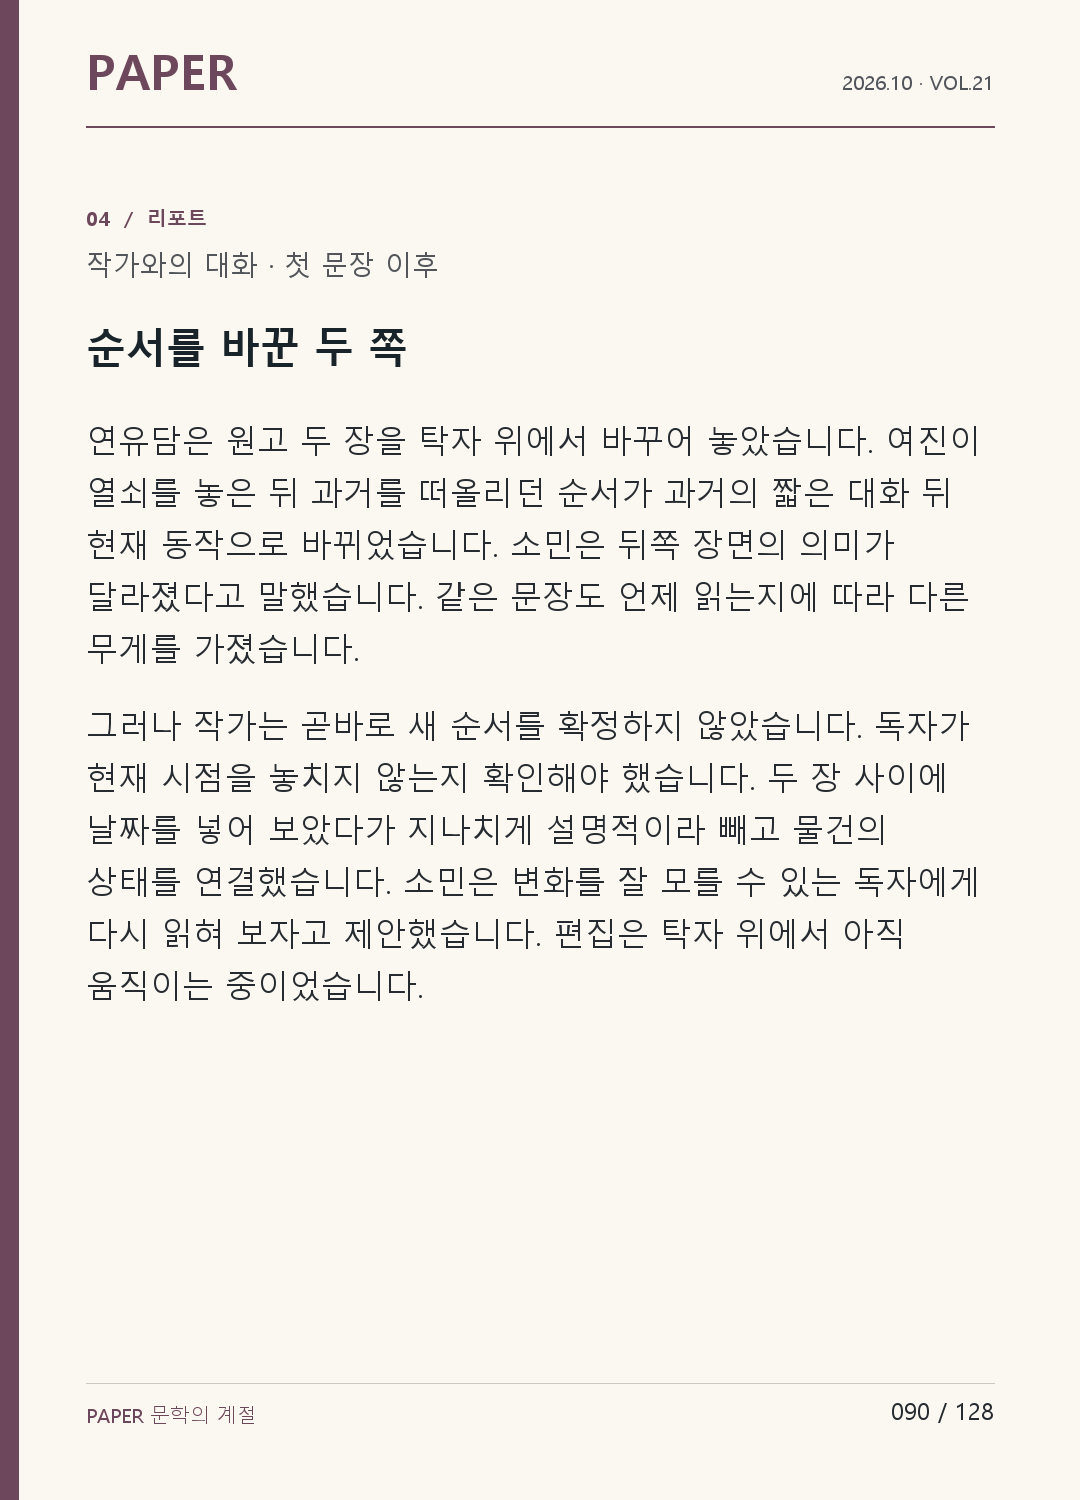 PAPER
2026.10 · VOL.21
04 / 리포트
작가와의 대화 · 첫 문장 이후
순서를 바꾼 두 쪽
연유담은 원고 두 장을 탁자 위에서 바꾸어 놓았습니다. 여진이
열쇠를 놓은 뒤 과거를 떠올리던 순서가 과거의 짧은 대화 뒤
현재 동작으로 바뀌었습니다. 소민은 뒤쪽 장면의 의미가
달라졌다고 말했습니다. 같은 문장도 언제 읽는지에 따라 다른
무게를 가졌습니다.
그러나 작가는 곧바로 새 순서를 확정하지 않았습니다. 독자가
현재 시점을 놓치지 않는지 확인해야 했습니다. 두 장 사이에
날짜를 넣어 보았다가 지나치게 설명적이라 빼고 물건의
상태를 연결했습니다. 소민은 변화를 잘 모를 수 있는 독자에게
다시 읽혀 보자고 제안했습니다. 편집은 탁자 위에서 아직
움직이는 중이었습니다.
PAPER 문학의 계절
090 / 128